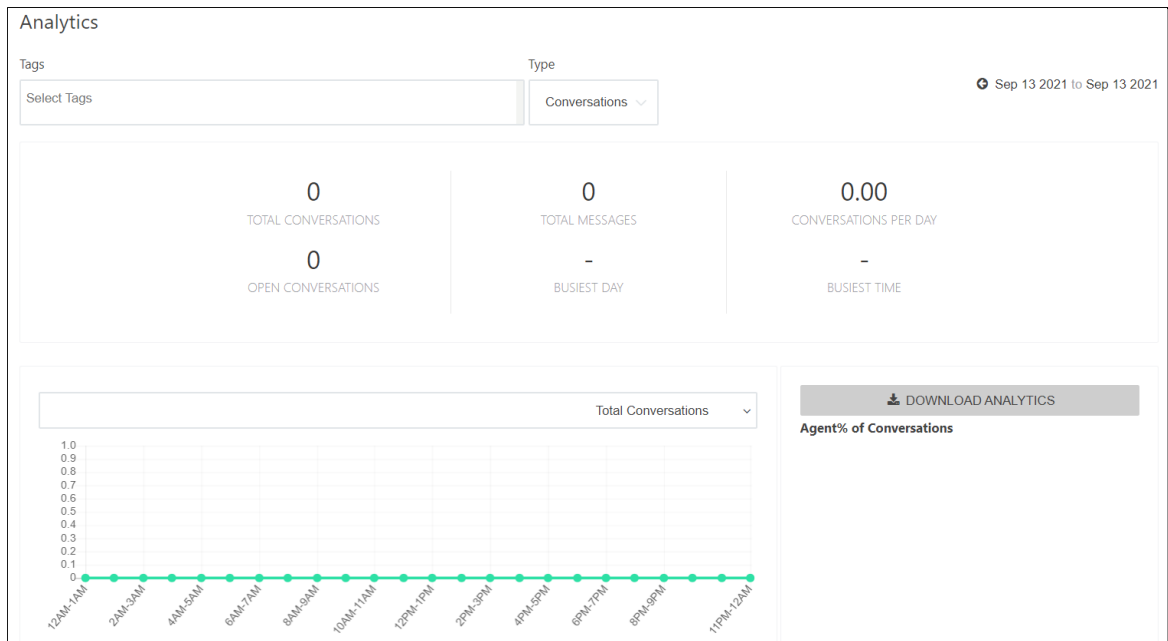 Analytics
Tags
Type
Select Tags
Conversations
Sep 13 2021 to Sep 13 2021
0
TOTAL CONVERSATIONS
0
TOTAL MESSAGES
0.00
CONVERSATIONS PER DAY
0
OPEN CONVERSATIONS
-
BUSIEST DAY
-
BUSIEST TIME
Total Conversations
DOWNLOAD ANALYTICS
Agent% of Conversations
1.0
0.9
0.8
0.7
0.6
0.5
0.4
0.3
0.2
0.1
0
12AM-1AM
2AM-3AM
4AM-5AM
6AM-7AM
8AM-9AM
10AM-11AM
12PM-1PM
2PM-3PM
4PM-5PM
6PM-7PM
8PM-9PM
11PM-12AM